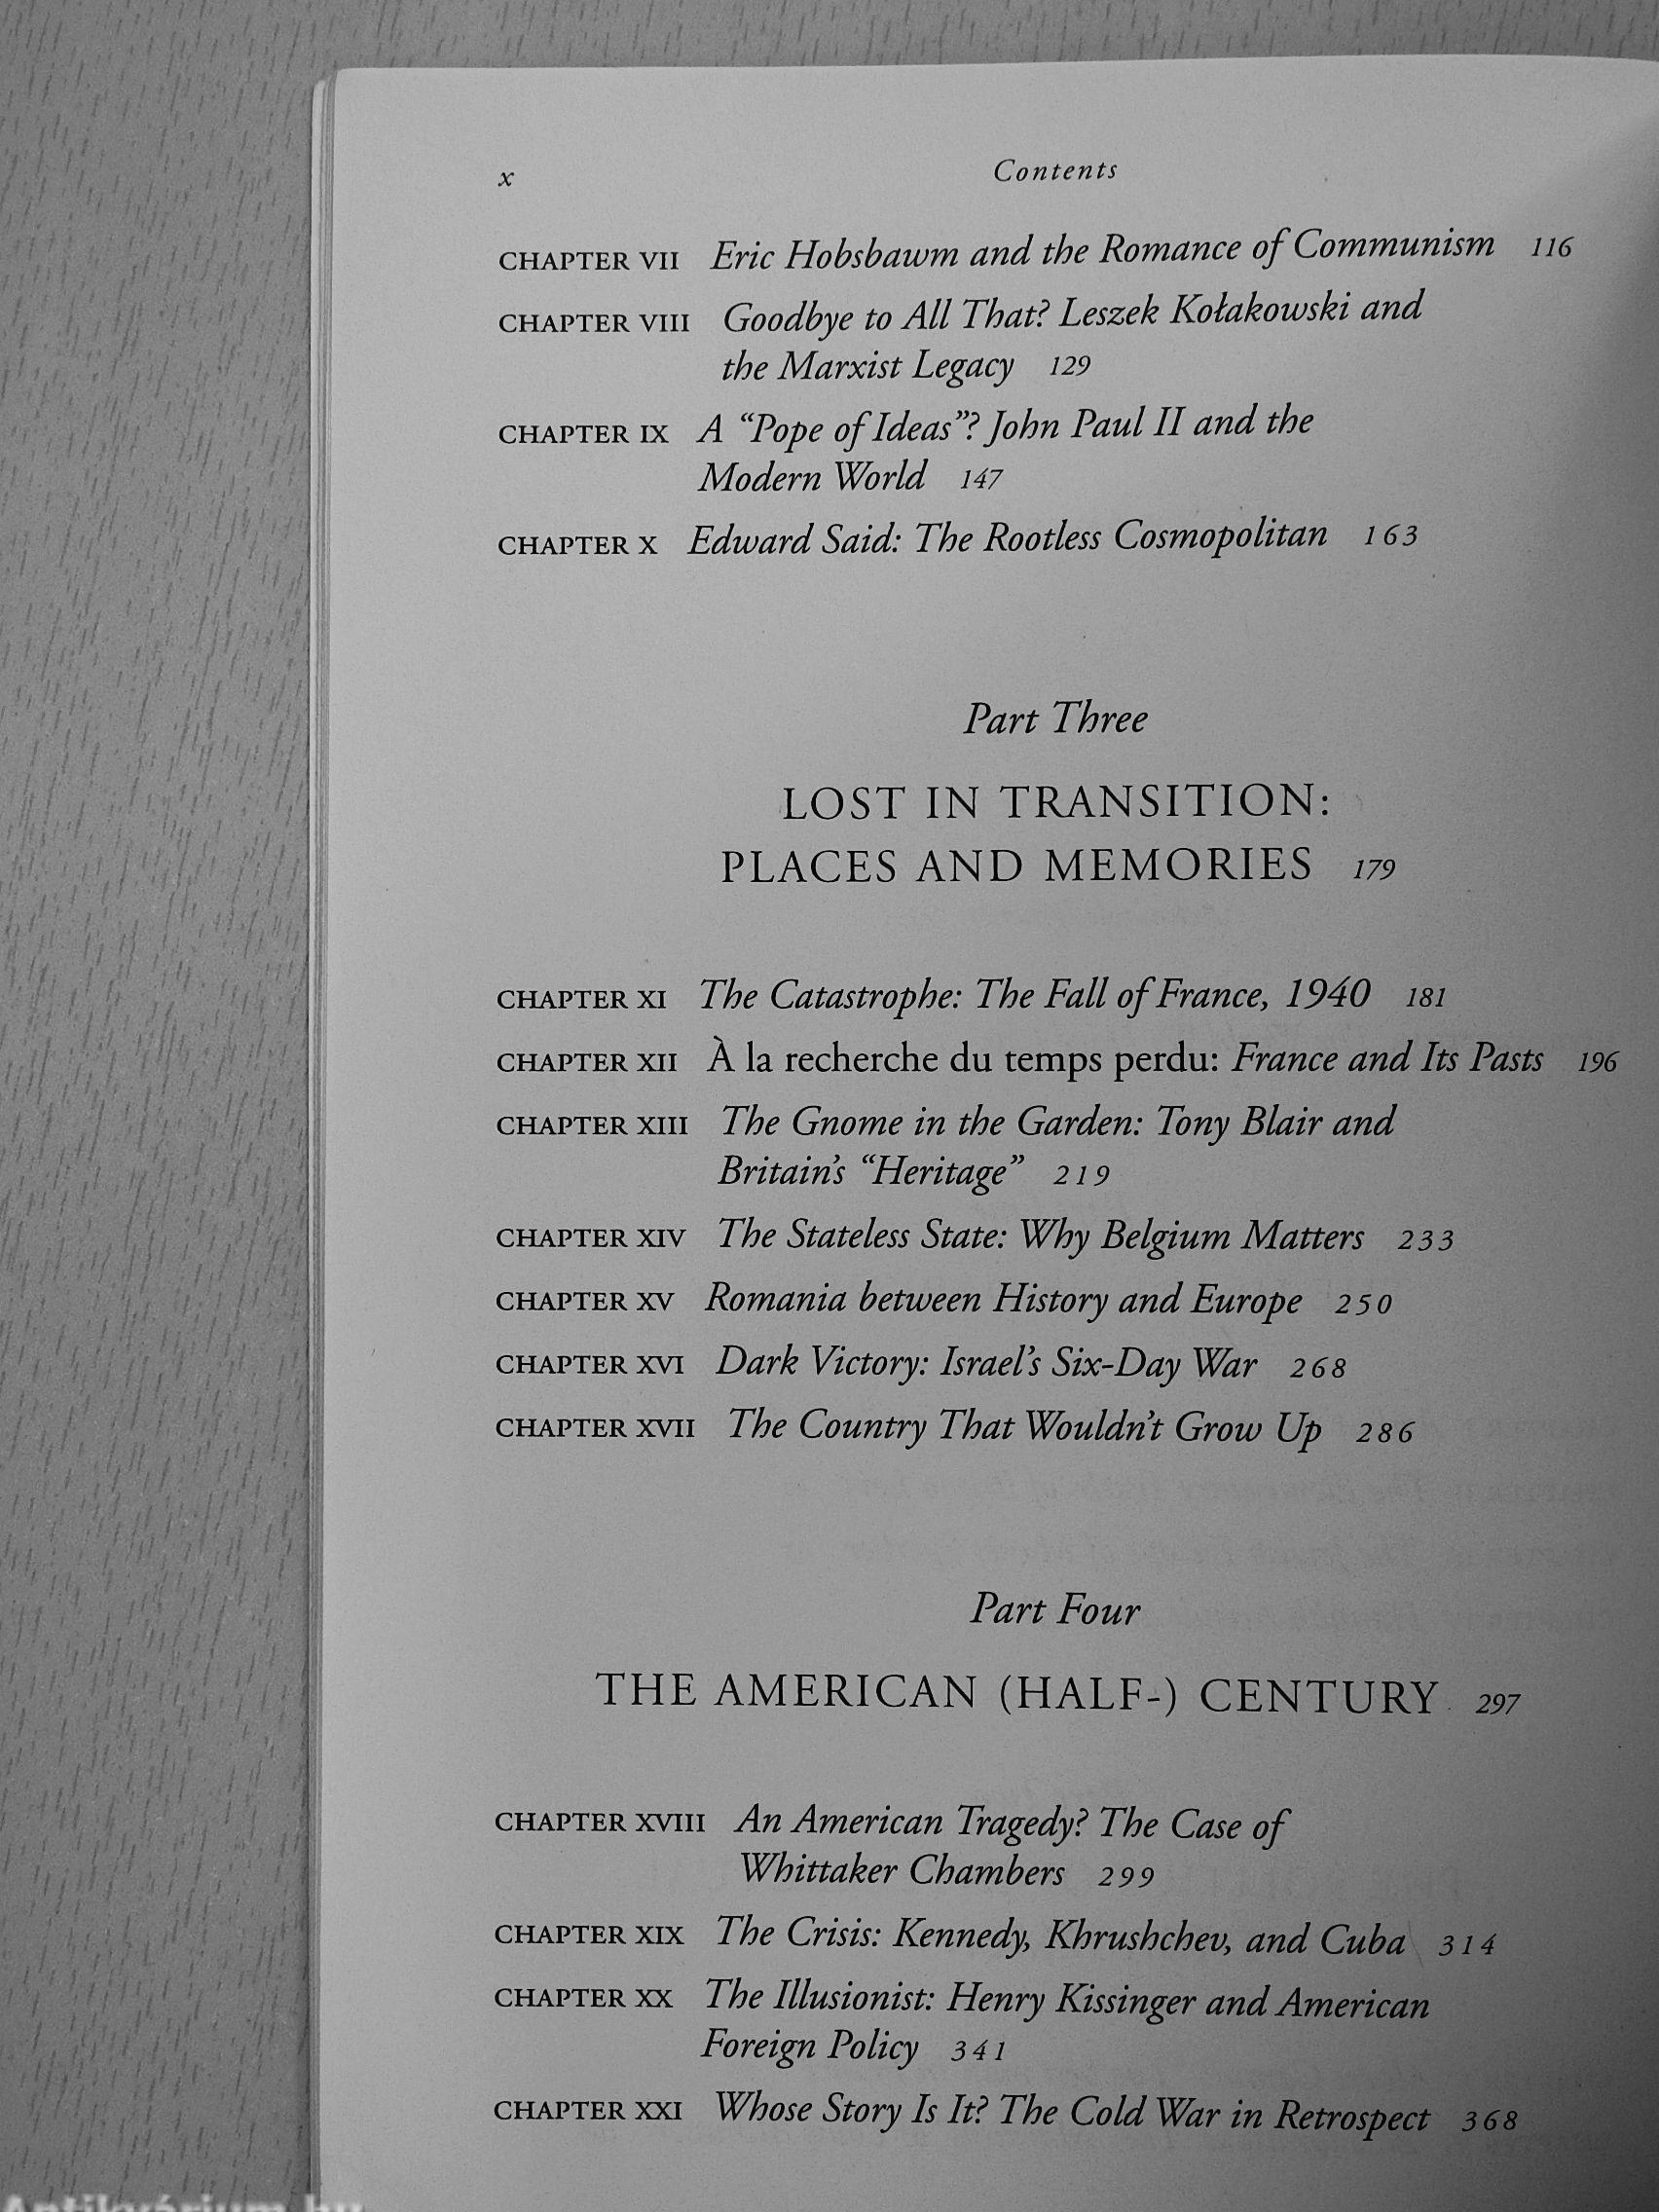 x Contents
CHAPTER VII Eric Hobsbawm and the Romance of Communism 116
CHAPTER VIII Goodbye to All That? Leszek Kołakowski and
the Marxist Legacy 129
CHAPTER IX A “Pope of Ideas”? John Paul II and the
Modern World 147
CHAPTER X Edward Said: The Rootless Cosmopolitan 163
Part Three
LOST IN TRANSITION:
PLACES AND MEMORIES 179
CHAPTER XI The Catastrophe: The Fall of France, 1940 181
CHAPTER XII À la recherche du temps perdu: France and Its Pasts 196
CHAPTER XIII The Gnome in the Garden: Tony Blair and
Britain’s “Heritage” 219
CHAPTER XIV The Stateless State: Why Belgium Matters 233
CHAPTER XV Romania between History and Europe 250
CHAPTER XVI Dark Victory: Israel’s Six-Day War 268
CHAPTER XVII The Country That Wouldn’t Grow Up 286
Part Four
THE AMERICAN (HALF-) CENTURY 297
CHAPTER XVIII An American Tragedy? The Case of
Whittaker Chambers 299
CHAPTER XIX The Crisis: Kennedy, Khrushchev, and Cuba 314
CHAPTER XX The Illusionist: Henry Kissinger and American
Foreign Policy 341
CHAPTER XXI Whose Story Is It? The Cold War in Retrospect 368
Antikvárium.hu